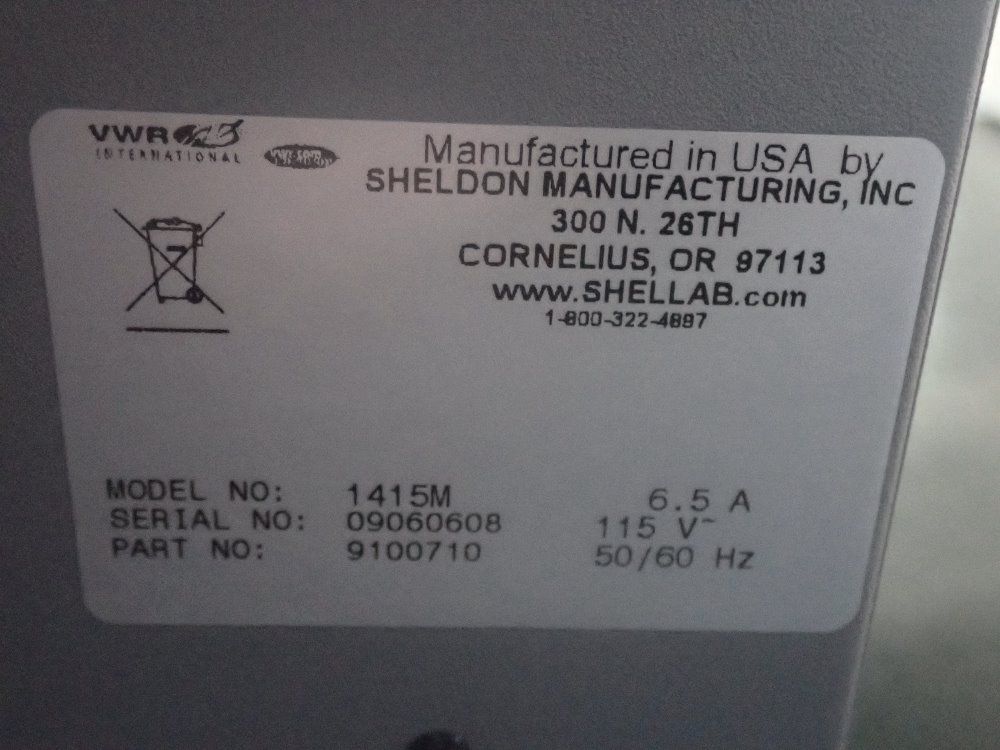 VWR
INTERNATIONAL
Manufactured in USA by
SHELDON MANUFACTURING, INC
300 N. 26TH
CORNELIUS, OR 97113
www.SHELLAB.com
1-800-322-4897
MODEL NO: 1415M 6.5 A
SERIAL NO: 09060608 115 V~
PART NO: 9100710 50/60 Hz